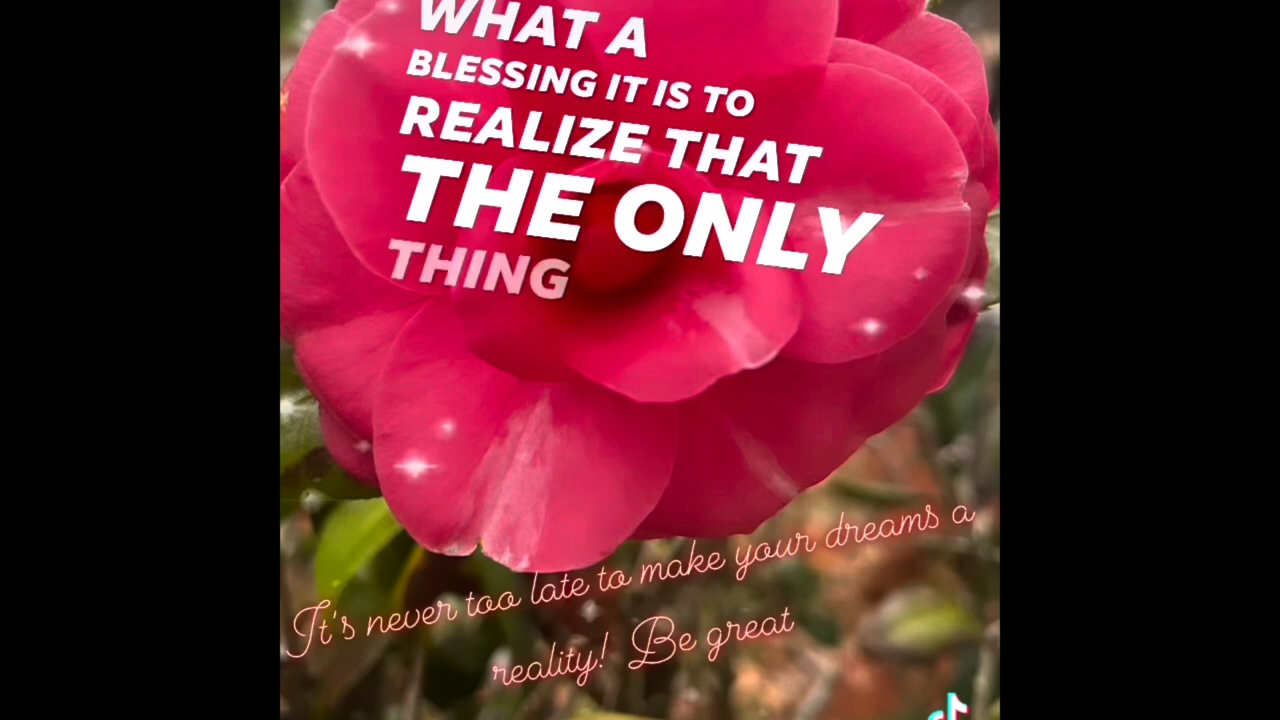 WHAT A
BLESSING IT IS TO
REALIZE THAT
THE ONLY
THING
It's never too late to make your dreams a
reality! Be great